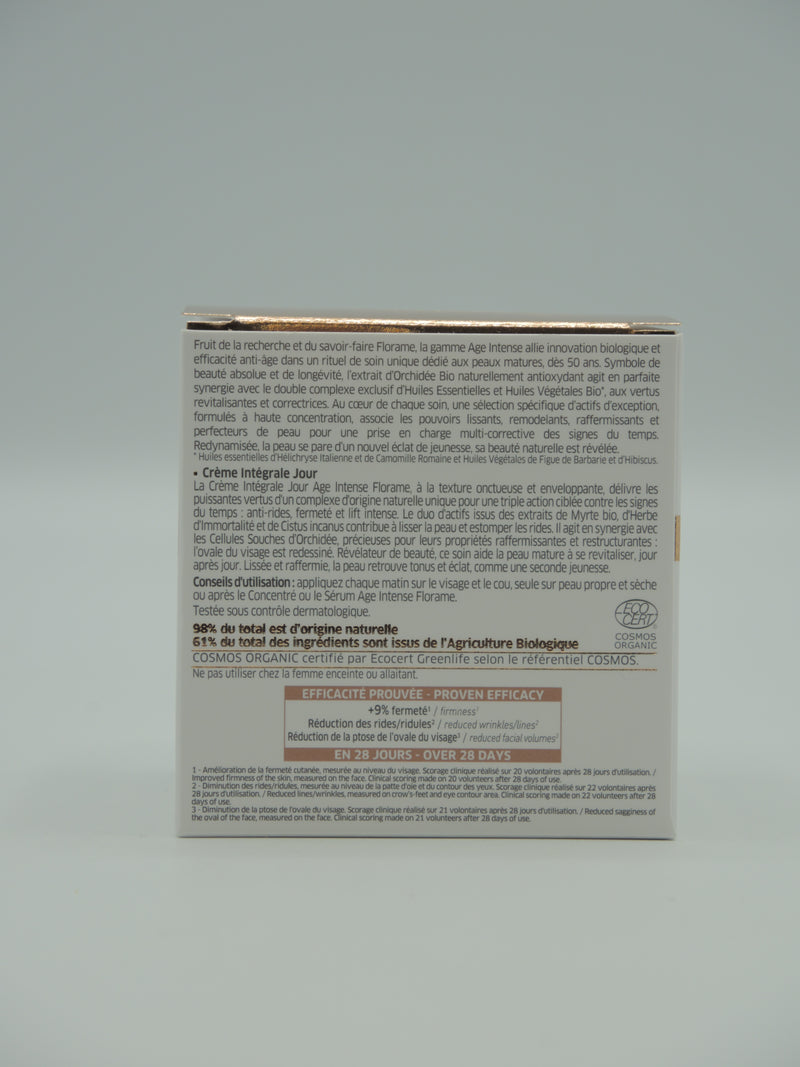 Fruit de la recherche et du savoir-faire Florame, la gamme Age Intense allie innovation biologique et
efficacité anti-âge dans un rituel de soin unique dédié aux peaux matures, dès 50 ans. Symbole de
beauté absolue et de longévité, l'extrait d'Orchidée Bio naturellement antioxydant agit en parfaite
synergie avec le double complexe exclusif d'Huiles Essentielles et Huiles Végétales Bio*, aux vertus
revitalisantes et correctrices. Au cœur de chaque soin, une sélection spécifique d'actifs d'exception,
formulés à haute concentration, associe les pouvoirs lissants, remodelants, raffermissants et
perfecteurs de peau pour une prise en charge multi-corrective des signes du temps.
Redynamisée, la peau se pare d'un nouvel éclat de jeunesse, sa beauté naturelle est révélée.
* Huiles essentielles d'Hélichryse Italienne et de Camomille Romaine et Huiles Végétales de Figue de Barbarie et d'Hibiscus.
• Crème Intégrale Jour
La Crème Intégrale Jour Age Intense Florame, à la texture onctueuse et enveloppante, délivre les
puissantes vertus d'un complexe d'origine naturelle unique pour une triple action ciblée contre les signes
du temps : anti-rides, fermeté et lift intense. Le duo d'actifs issus des extraits de Myrte bio, d'Herbe
d'Immortalité et de Cistus incanus contribue à lisser la peau et estomper les rides. Il agit en synergie avec
les Cellules Souches d'Orchidée, précieuses pour leurs propriétés raffermissantes et restructurantes :
l'ovale du visage est redessiné. Révélateur de beauté, ce soin aide la peau mature à se revitaliser, jour
après jour. Lissée et raffermie, la peau retrouve tonus et éclat, comme une seconde jeunesse.
Conseils d'utilisation : appliquez chaque matin sur le visage et le cou, seule sur peau propre et sèche
ou après le Concentré ou le Sérum Age Intense Florame.
Testée sous contrôle dermatologique.
ECO
CERT
COSMOS
ORGANIC
98% du total est d'origine naturelle
61% du total des ingrédients sont issus de l'Agriculture Biologique
COSMOS ORGANIC certifié par Ecocert Greenlife selon le référentiel COSMOS.
Ne pas utiliser chez la femme enceinte ou allaitant.
EFFICACITÉ PROUVÉE - PROVEN EFFICACY
+9% fermeté¹ / firmness¹
Réduction des rides/ridules² / reduced wrinkles/lines²
Réduction de la ptose de l'ovale du visage³ / reduced facial volumes³
EN 28 JOURS - OVER 28 DAYS
1 - Amélioration de la fermeté cutanée, mesurée au niveau du visage. Scorage clinique réalisé sur 20 volontaires après 28 jours d'utilisation. /
Improved firmness of the skin, measured on the face. Clinical scoring made on 20 volunteers after 28 days of use.
2 - Diminution des rides/ridules, mesurée au niveau de la patte d'oie et du contour des yeux. Scorage clinique réalisé sur 22 volontaires après
28 jours d'utilisation. / Reduced lines/wrinkles, measured on crow's-feet and eye contour area. Clinical scoring made on 22 volunteers after 28
days of use.
3 - Diminution de la ptose de l'ovale du visage. Scorage clinique réalisé sur 21 volontaires après 28 jours d'utilisation. / Reduced sagginess of
the oval of the face, measured on the face. Clinical scoring made on 21 volunteers after 28 days of use.